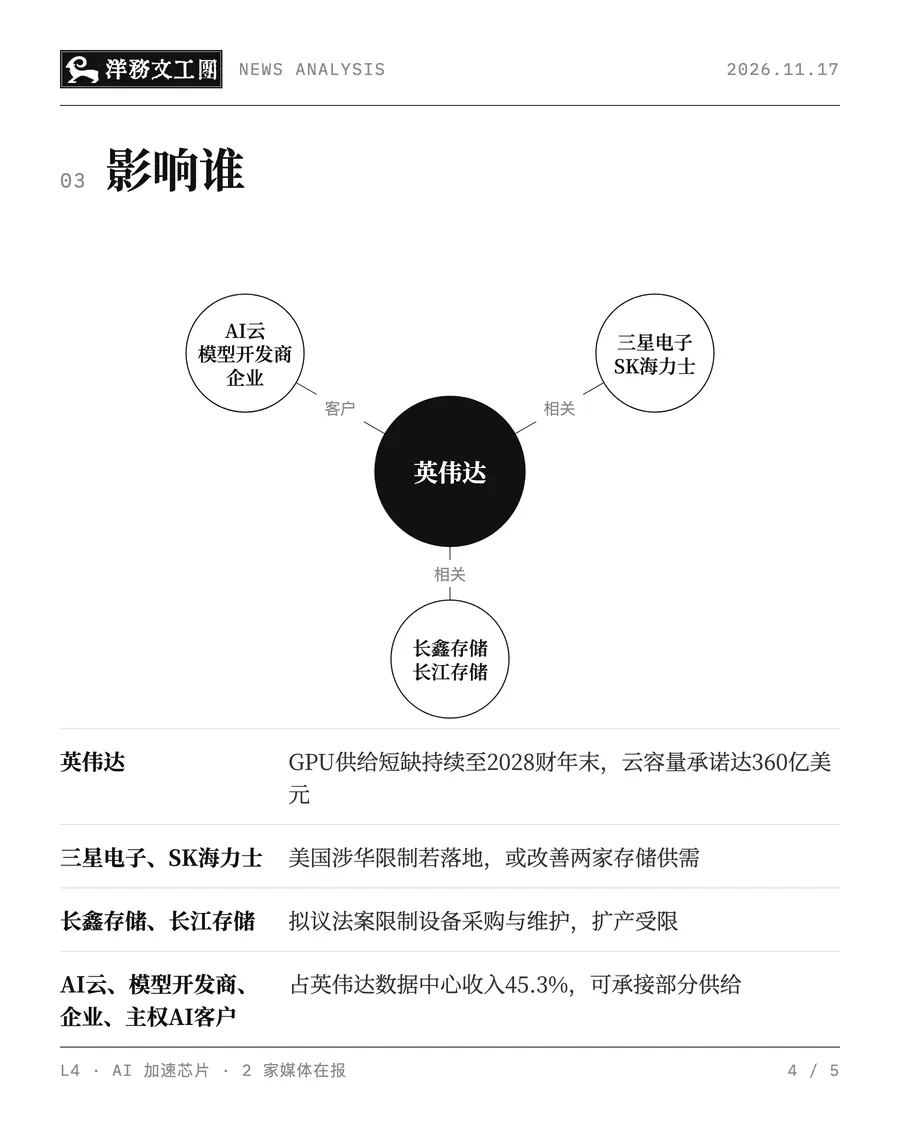 洋務文工團 NEWS ANALYSIS 2026.11.17
03 影响谁
AI云
模型开发商
企业
三星电子
SK海力士
客户
相关
英伟达
相关
长鑫存储
长江存储
英伟达 GPU供给短缺持续至2028财年末，云容量承诺达360亿美
元
三星电子、SK海力士 美国涉华限制若落地，或改善两家存储供需
长鑫存储、长江存储 拟议法案限制设备采购与维护，扩产受限
AI云、模型开发商、 占英伟达数据中心收入45.3%，可承接部分供给
企业、主权AI客户
L4 · AI 加速芯片 · 2 家媒体在报 4 / 5